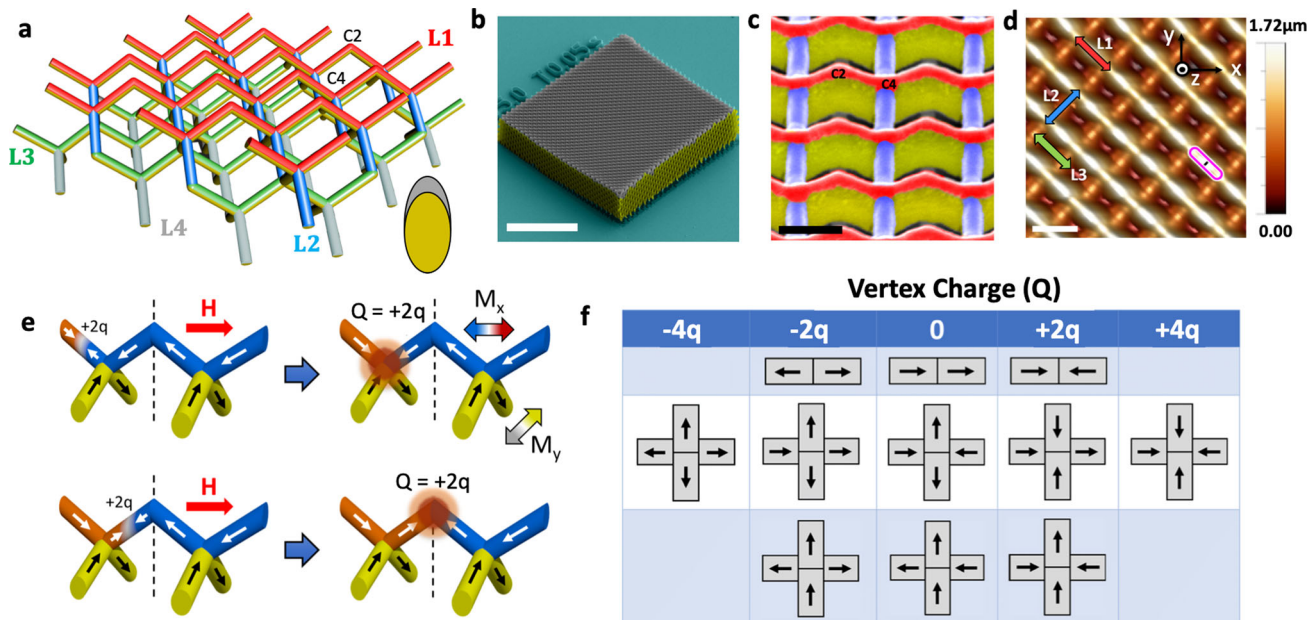 a
C2
L1
C4
L3
L4
L2
b
c
C2
C4
d
L1
y
x
z
L2
L3
1.72μm
0.00
e
+2q
H
Q = +2q
Mx
My
+2q
H
Q = +2q
f
Vertex Charge (Q)
-4q -2q 0 +2q +4q